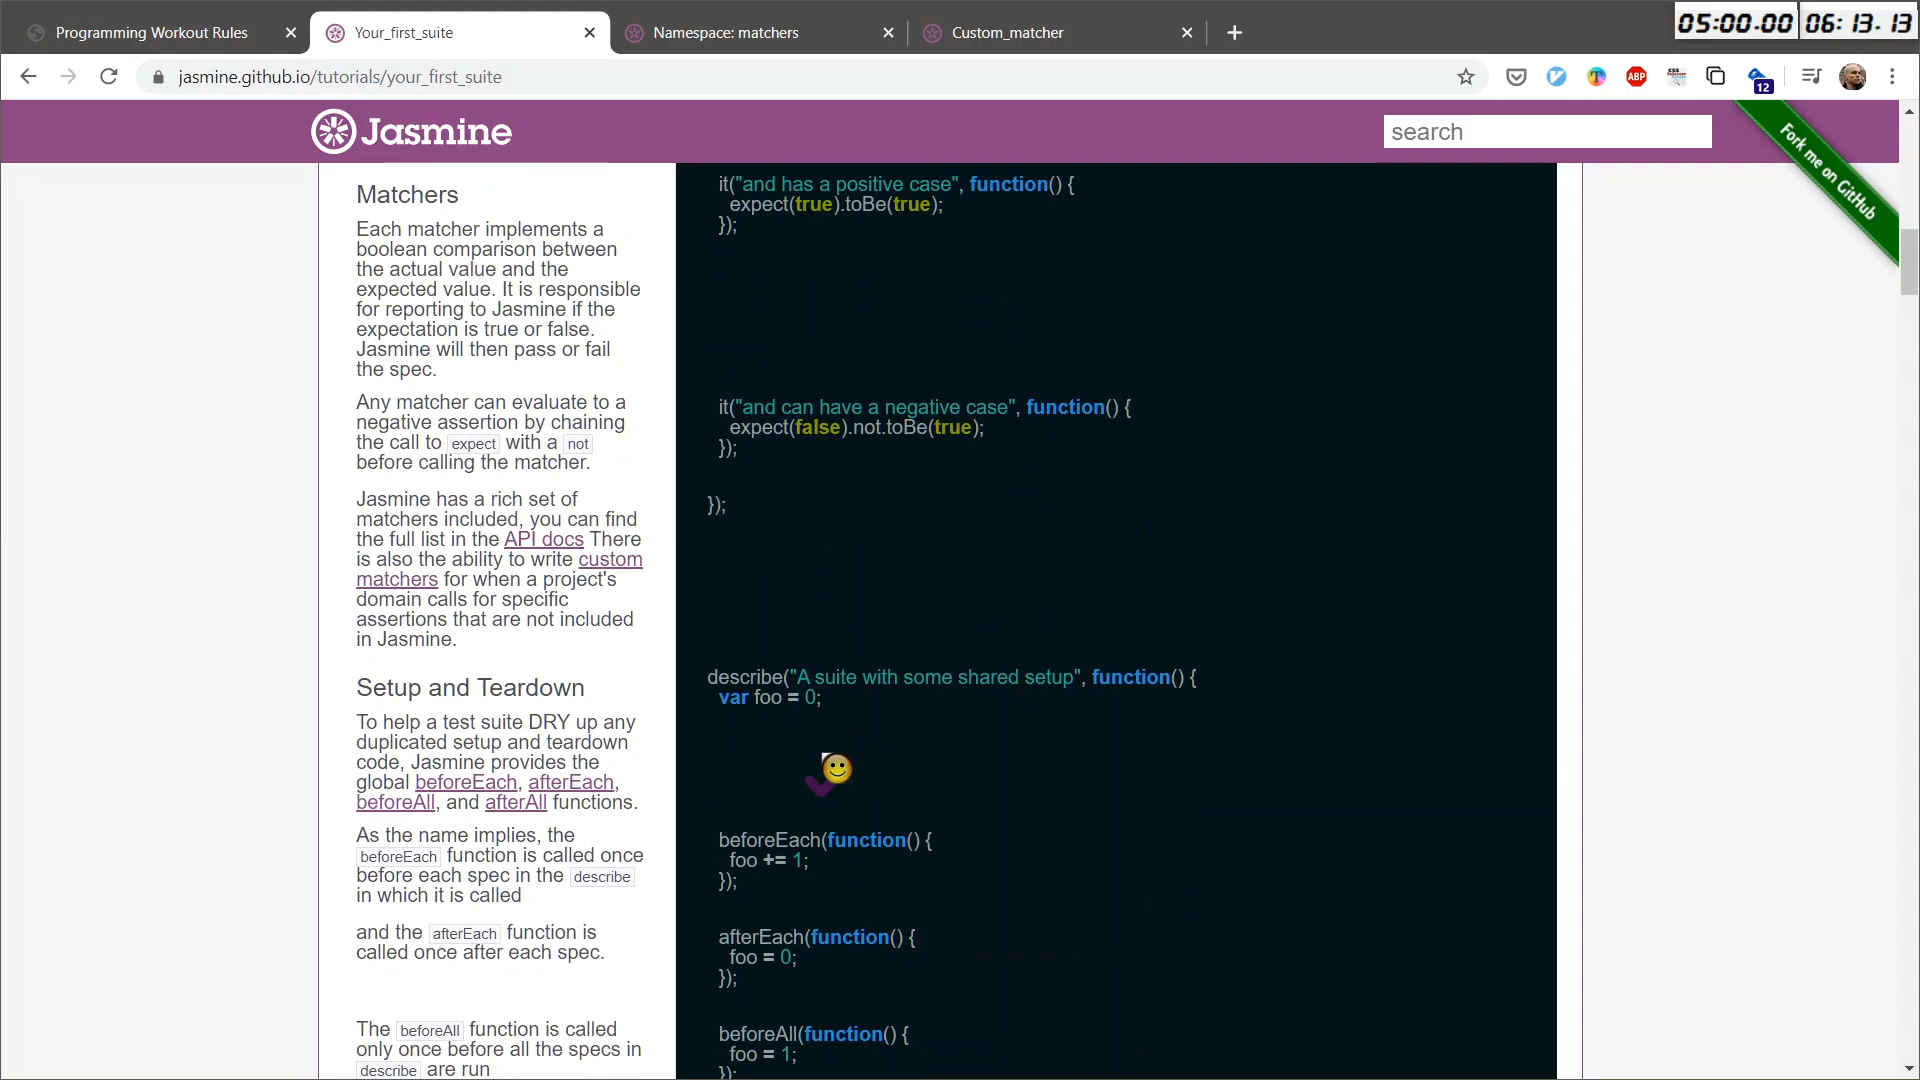 Programming Workout Rules
Your_first_suite
Namespace: matchers
Custom_matcher
05:00.00
06:13.13
jasmine.github.io/tutorials/your_first_suite
ABP
12
Jasmine
search
Fork me on GitHub
Matchers
Each matcher implements a
boolean comparison between
the actual value and the
expected value. It is responsible
for reporting to Jasmine if the
expectation is true or false.
Jasmine will then pass or fail
the spec.
Any matcher can evaluate to a
negative assertion by chaining
the call to expect with a not
before calling the matcher.
Jasmine has a rich set of
matchers included, you can find
the full list in the API docs There
is also the ability to write custom
matchers for when a project's
domain calls for specific
assertions that are not included
in Jasmine.
Setup and Teardown
To help a test suite DRY up any
duplicated setup and teardown
code, Jasmine provides the
global beforeEach, afterEach,
beforeAll, and afterAll functions.
As the name implies, the
beforeEach function is called once
before each spec in the describe
in which it is called
and the afterEach function is
called once after each spec.
The beforeAll function is called
only once before all the specs in
describe are run
it("and has a positive case", function() {
expect(true).toBe(true);
});
it("and can have a negative case", function() {
expect(false).not.toBe(true);
});
});
describe("A suite with some shared setup", function() {
var foo = 0;
beforeEach(function() {
foo += 1;
});
afterEach(function() {
foo = 0;
});
beforeAll(function() {
foo = 1;
});